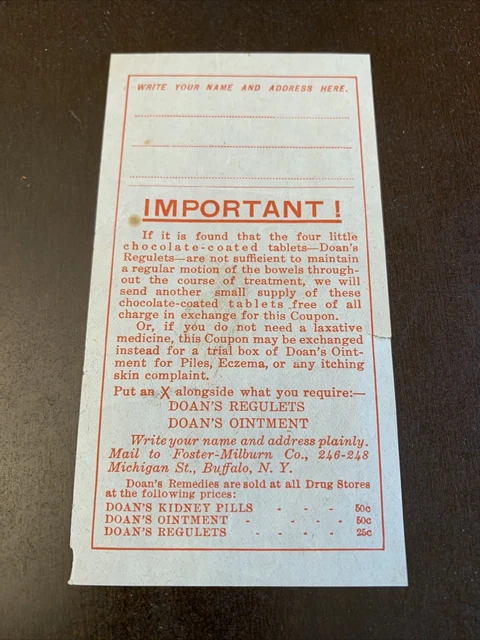 WRITE YOUR NAME AND ADDRESS HERE.
IMPORTANT!
If it is found that the four little
chocolate-coated tablets—Doan's
Regulets—are not sufficient to maintain
a regular motion of the bowels through-
out the course of treatment, we will
send another small supply of these
chocolate-coated tablets free of all
charge in exchange for this Coupon.
Or, if you do not need a laxative
medicine, this Coupon may be exchanged
instead for a trial box of Doan's Oint-
ment for Piles, Eczema, or any itching
skin complaint.
Put an X alongside what you require:—
DOAN'S REGULETS
DOAN'S OINTMENT
Write your name and address plainly.
Mail to Foster-Milburn Co., 246-248
Michigan St., Buffalo, N. Y.
Doan's Remedies are sold at all Drug Stores
at the following prices:
DOAN'S KIDNEY PILLS - - - 50c
DOAN'S OINTMENT - - - - 50c
DOAN'S REGULETS - - - - 25c